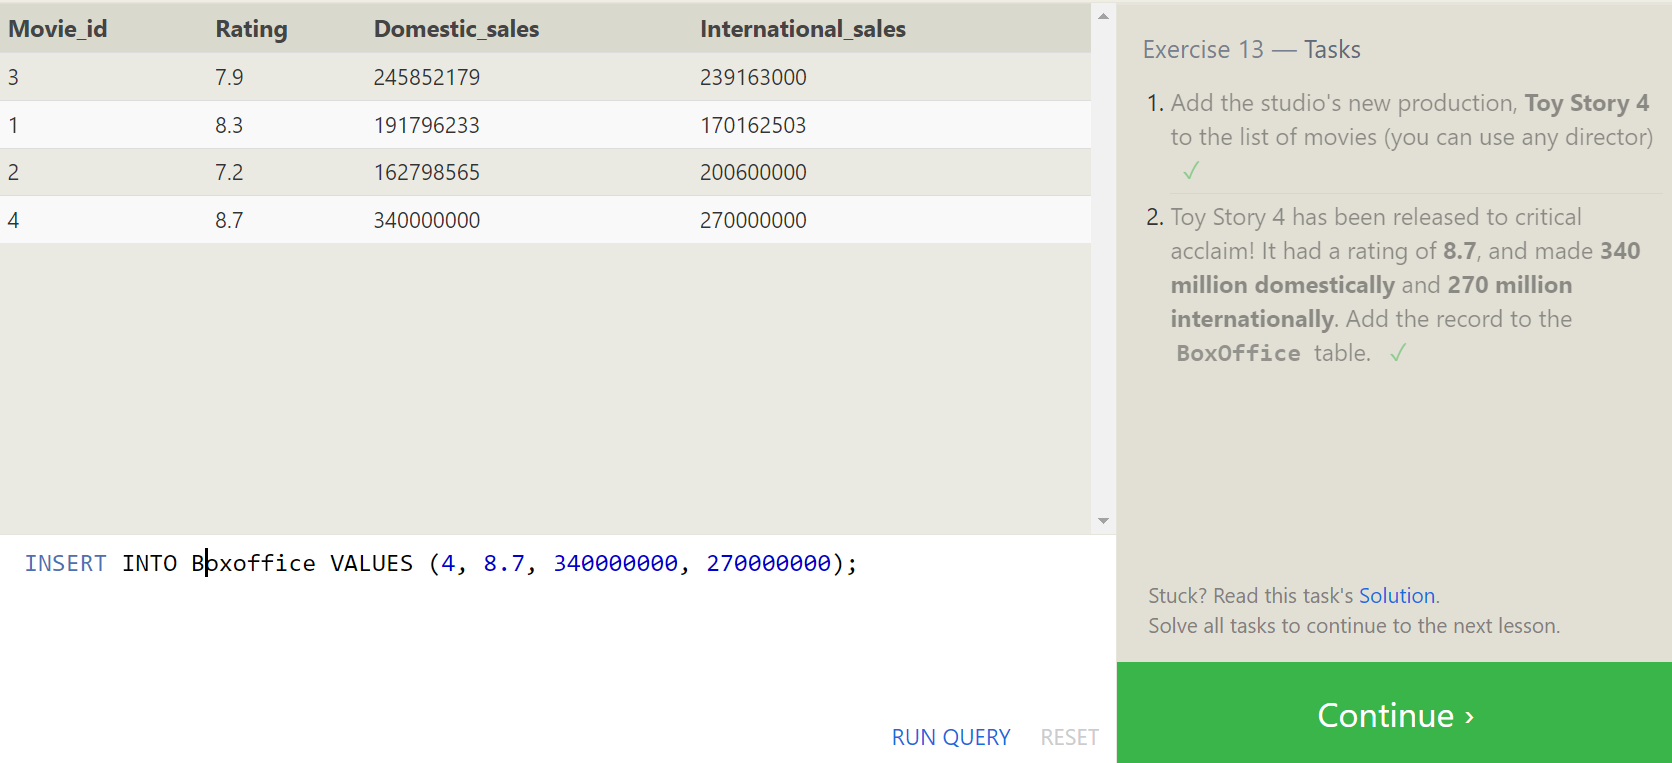 Movie_id Rating Domestic_sales International_sales
3 7.9 245852179 239163000
1 8.3 191796233 170162503
2 7.2 162798565 200600000
4 8.7 340000000 270000000
INSERT INTO Boxoffice VALUES (4, 8.7, 340000000, 270000000);
RUN QUERY RESET
Exercise 13 — Tasks
1. Add the studio's new production, Toy Story 4
to the list of movies (you can use any director)
✓
2. Toy Story 4 has been released to critical
acclaim! It had a rating of 8.7, and made 340
million domestically and 270 million
internationally. Add the record to the
BoxOffice table. ✓
Stuck? Read this task's Solution.
Solve all tasks to continue to the next lesson.
Continue ›